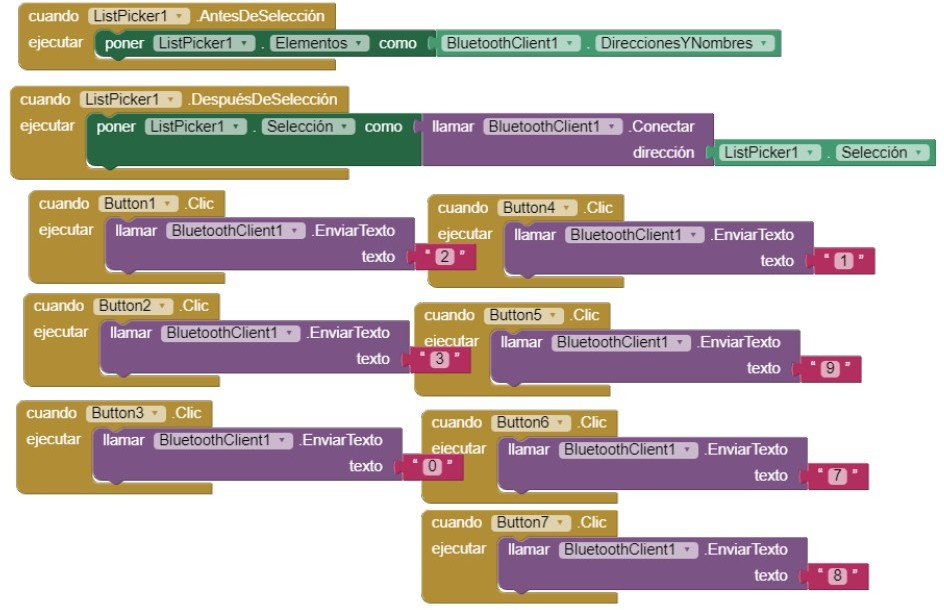 cuando ListPicker1 .AntesDeSelección
ejecutar poner ListPicker1 . Elementos como BluetoothClient1 . DireccionesYNombres
cuando ListPicker1 .DespuésDeSelección
ejecutar poner ListPicker1 . Selección como llamar BluetoothClient1 .Conectar
dirección ListPicker1 . Selección
cuando Button1 .Clic
ejecutar llamar BluetoothClient1 .EnviarTexto
texto " 2 "
cuando Button4 .Clic
ejecutar llamar BluetoothClient1 .EnviarTexto
texto " 1 "
cuando Button2 .Clic
ejecutar llamar BluetoothClient1 .EnviarTexto
texto " 3 "
cuando Button5 .Clic
ejecutar llamar BluetoothClient1 .EnviarTexto
texto " 9 "
cuando Button3 .Clic
ejecutar llamar BluetoothClient1 .EnviarTexto
texto " 0 "
cuando Button6 .Clic
ejecutar llamar BluetoothClient1 .EnviarTexto
texto " 7 "
cuando Button7 .Clic
ejecutar llamar BluetoothClient1 .EnviarTexto
texto " 8 "